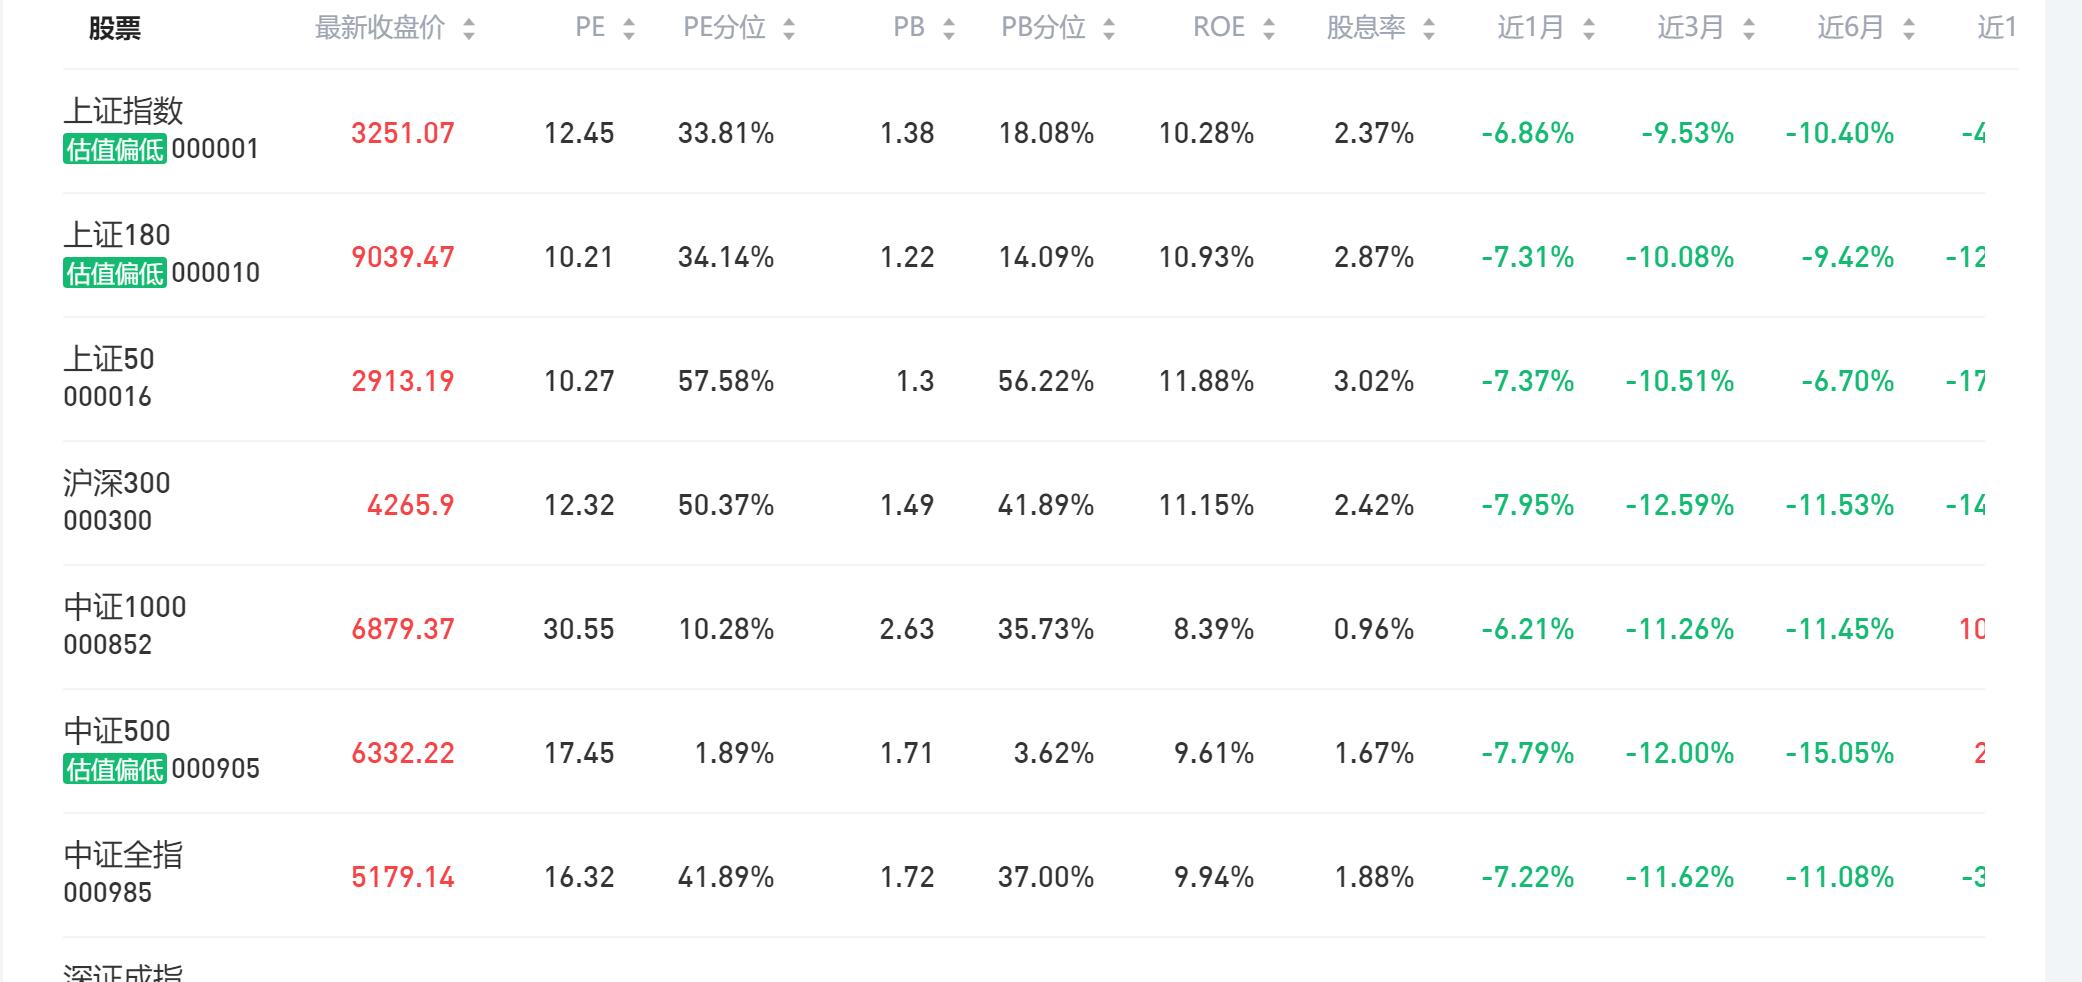 股票 最新收盘价 PE PE分位 PB PB分位 ROE 股息率 近1月 近3月 近6月 近1
上证指数
估值偏低 000001 3251.07 12.45 33.81% 1.38 18.08% 10.28% 2.37% -6.86% -9.53% -10.40% -4
上证180
估值偏低 000010 9039.47 10.21 34.14% 1.22 14.09% 10.93% 2.87% -7.31% -10.08% -9.42% -12
上证50
000016 2913.19 10.27 57.58% 1.3 56.22% 11.88% 3.02% -7.37% -10.51% -6.70% -17
沪深300
000300 4265.9 12.32 50.37% 1.49 41.89% 11.15% 2.42% -7.95% -12.59% -11.53% -14
中证1000
000852 6879.37 30.55 10.28% 2.63 35.73% 8.39% 0.96% -6.21% -11.26% -11.45% 10
中证500
估值偏低 000905 6332.22 17.45 1.89% 1.71 3.62% 9.61% 1.67% -7.79% -12.00% -15.05% 2
中证全指
000985 5179.14 16.32 41.89% 1.72 37.00% 9.94% 1.88% -7.22% -11.62% -11.08% -3
深证成指